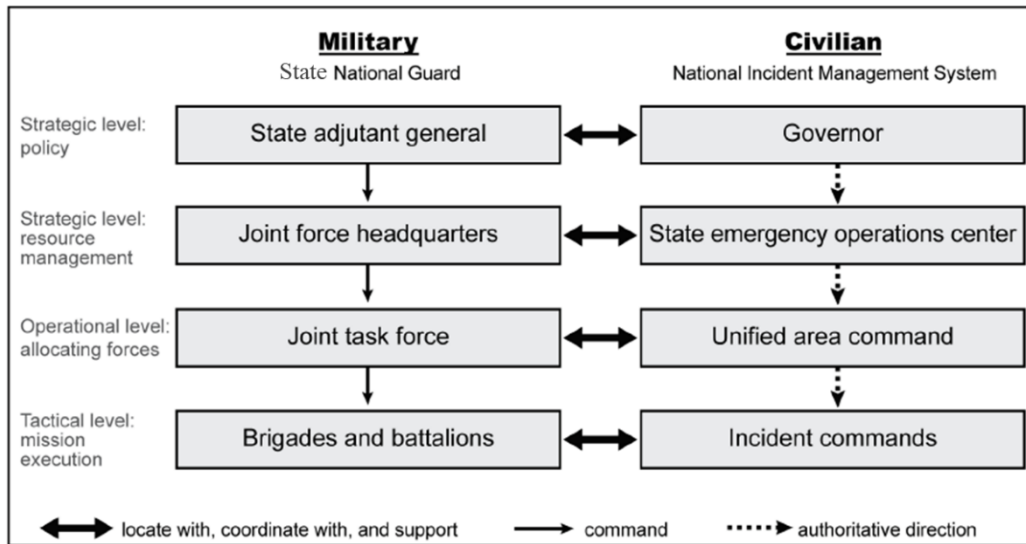 Military
Civilian
State National Guard
National Incident Management System
Strategic level:
policy
State adjutant general
Governor
Strategic level:
resource
management
Joint force headquarters
State emergency operations center
Operational level:
allocating forces
Joint task force
Unified area command
Tactical level:
mission
execution
Brigades and battalions
Incident commands
locate with, coordinate with, and support
command
authoritative direction